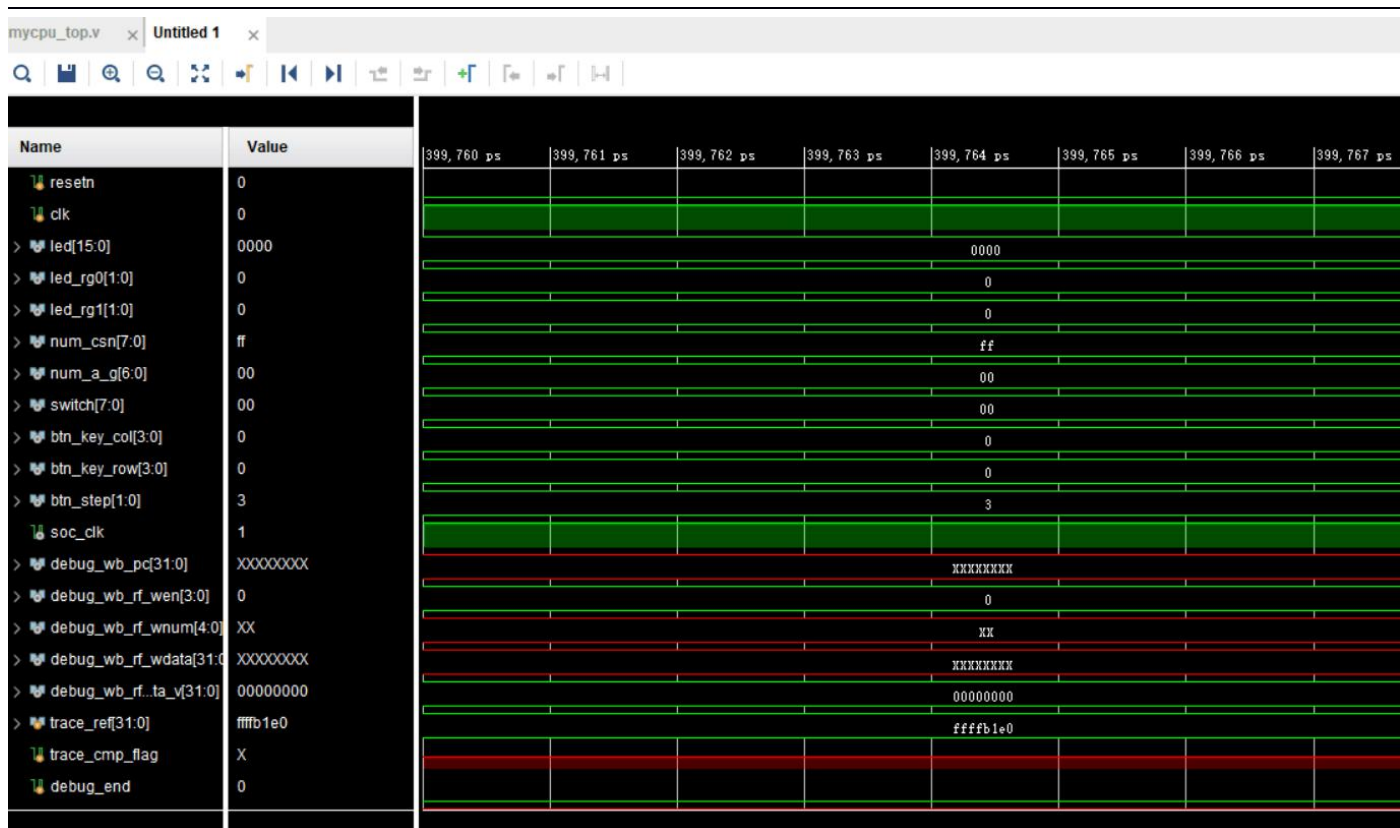 mycpu_top.v × Untitled 1 ×
Name Value 399,760 ps 399,761 ps 399,762 ps 399,763 ps 399,764 ps 399,765 ps 399,766 ps 399,767 ps
resetn 0
clk 0
> led[15:0] 0000 0000
> led_rg0[1:0] 0 0
> led_rg1[1:0] 0 0
> num_csn[7:0] ff ff
> num_a_g[6:0] 00 00
> switch[7:0] 00 00
> btn_key_col[3:0] 0 0
> btn_key_row[3:0] 0 0
> btn_step[1:0] 3 3
soc_clk 1
> debug_wb_pc[31:0] XXXXXXXX XXXXXXXX
> debug_wb_rf_wen[3:0] 0 0
> debug_wb_rf_wnum[4:0] XX XX
> debug_wb_rf_wdata[31:0 XXXXXXXX XXXXXXXX
> debug_wb_rf...ta_v[31:0] 00000000 00000000
> trace_ref[31:0] ffffb1e0 ffffb1e0
trace_cmp_flag X
debug_end 0